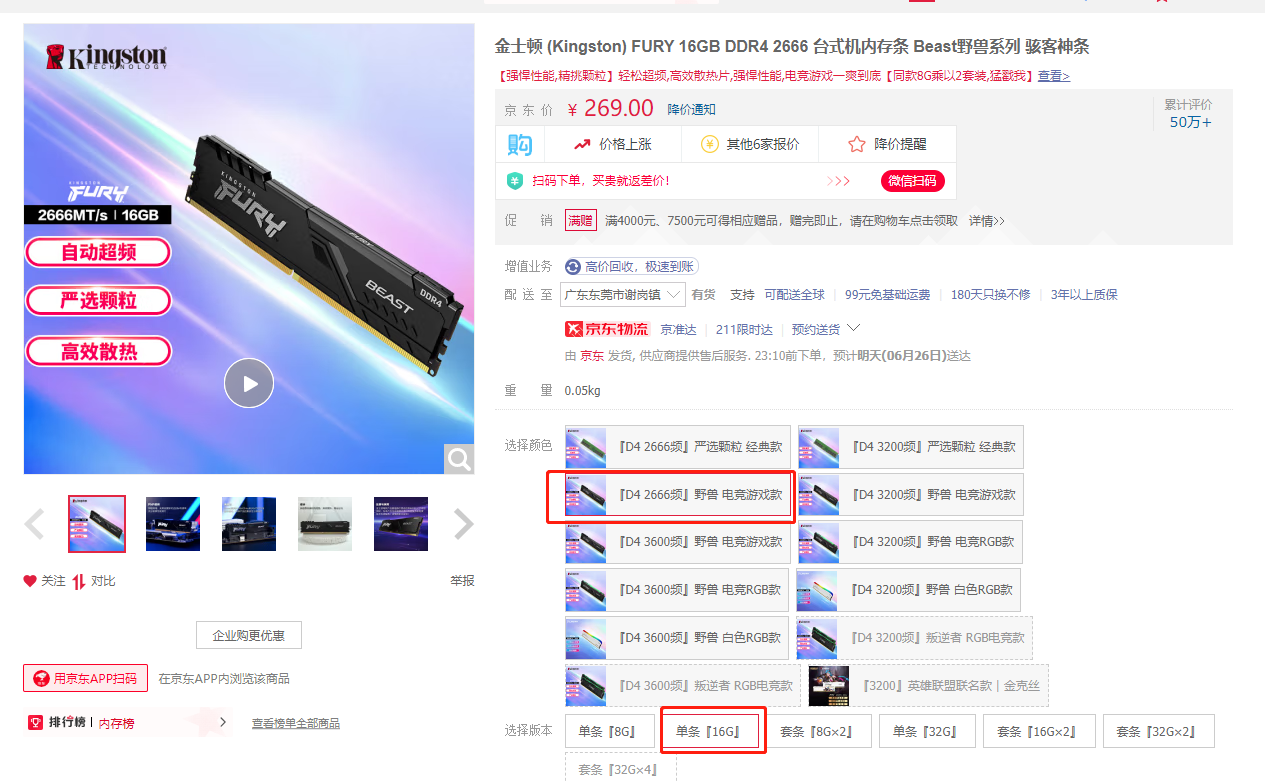 Kingston
TECHNOLOGY
KINGSTON
FURY
2666MT/s | 16GB
自动超频
严选颗粒
高效散热
KINGSTON
FURY
FURY
BEAST
DDR4
关注
对比
举报
企业购更优惠
用京东APP扫码
在京东APP内浏览该商品
排行榜 | 内存榜
查看榜单全部商品
金士顿 (Kingston) FURY 16GB DDR4 2666 台式机内存条 Beast野兽系列 骇客神条
【强悍性能,精挑颗粒】轻松超频,高效散热片,强悍性能,电竞游戏一爽到底【同款8G乘以2套装,猛戳我】查看>
京东价 ¥ 269.00 降价通知
累计评价
50万+
购 价格上涨 其他6家报价 降价提醒
扫码下单，买贵就返差价! >>> 微信扫码
促销 满赠 满4000元、7500元可得相应赠品，赠完即止，请在购物车点击领取 详情>>
增值业务 高价回收，极速到账
配送至 广东东莞市谢岗镇 有货 支持 可配送全球 | 99元免基础运费 | 180天只换不修 | 3年以上质保
京东物流 京准达 | 211限时达 | 预约送货
由 京东 发货, 供应商提供售后服务. 23:10前下单，预计明天(06月26日)送达
重量 0.05kg
选择颜色
『D4 2666频』严选颗粒 经典款
『D4 3200频』严选颗粒 经典款
『D4 2666频』野兽 电竞游戏款
『D4 3200频』野兽 电竞游戏款
『D4 3600频』野兽 电竞游戏款
『D4 3200频』野兽 电竞RGB款
『D4 3600频』野兽 电竞RGB款
『D4 3200频』野兽 白色RGB款
『D4 3600频』野兽 白色RGB款
『D4 3200频』叛逆者 RGB电竞款
『D4 3600频』叛逆者 RGB电竞款
『3200』英雄联盟联名款 | 金克丝
选择版本
单条『8G』
单条『16G』
套条『8G×2』
单条『32G』
套条『16G×2』
套条『32G×2』
套条『32G×4』